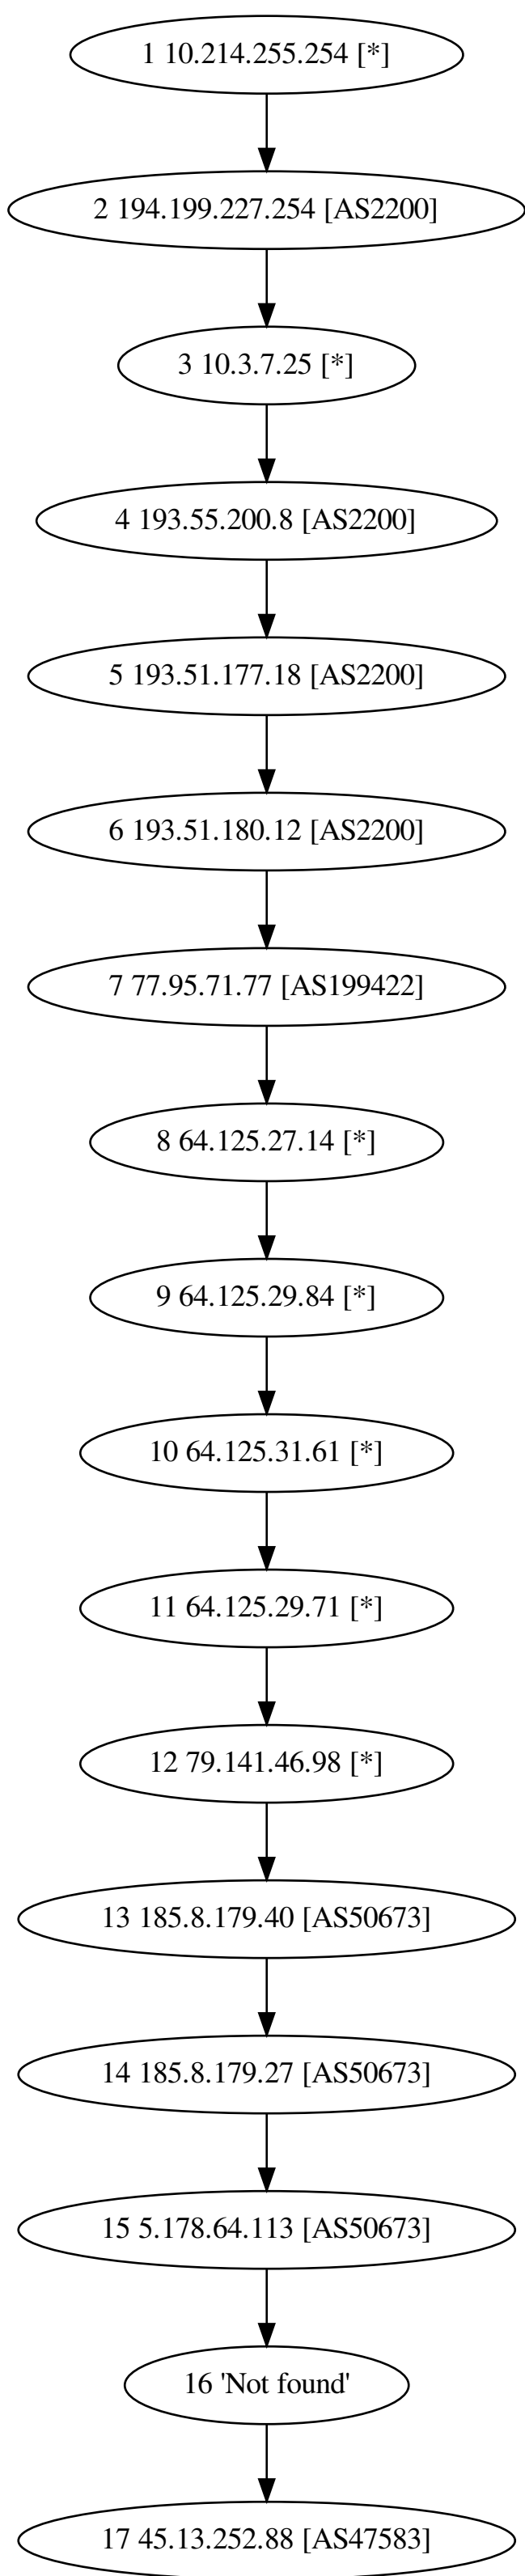 1 10.214.255.254 [*]
2 194.199.227.254 [AS2200]
3 10.3.7.25 [*]
4 193.55.200.8 [AS2200]
5 193.51.177.18 [AS2200]
6 193.51.180.12 [AS2200]
7 77.95.71.77 [AS199422]
8 64.125.27.14 [*]
9 64.125.29.84 [*]
10 64.125.31.61 [*]
11 64.125.29.71 [*]
12 79.141.46.98 [*]
13 185.8.179.40 [AS50673]
14 185.8.179.27 [AS50673]
15 5.178.64.113 [AS50673]
16 'Not found'
17 45.13.252.88 [AS47583]